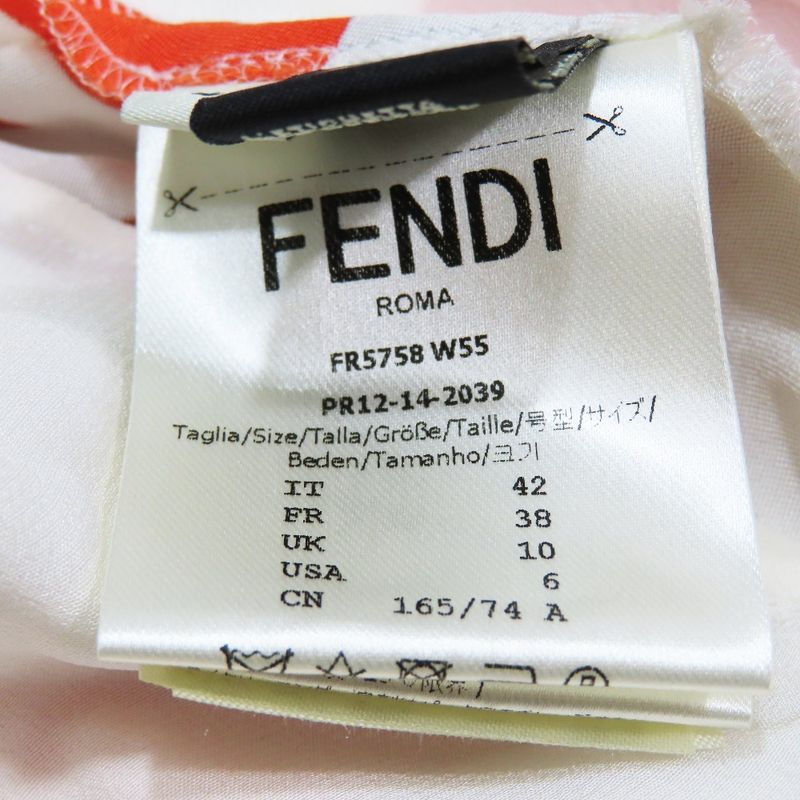 FENDI
ROMA
FR5758 W55
PR12-14-2039
Taglia/Size/Talla/Größe/Taille/号型/サイズ/
Beden/Tamanho/크기
IT 42
FR 38
UK 10
USA 6
CN 165/74 A